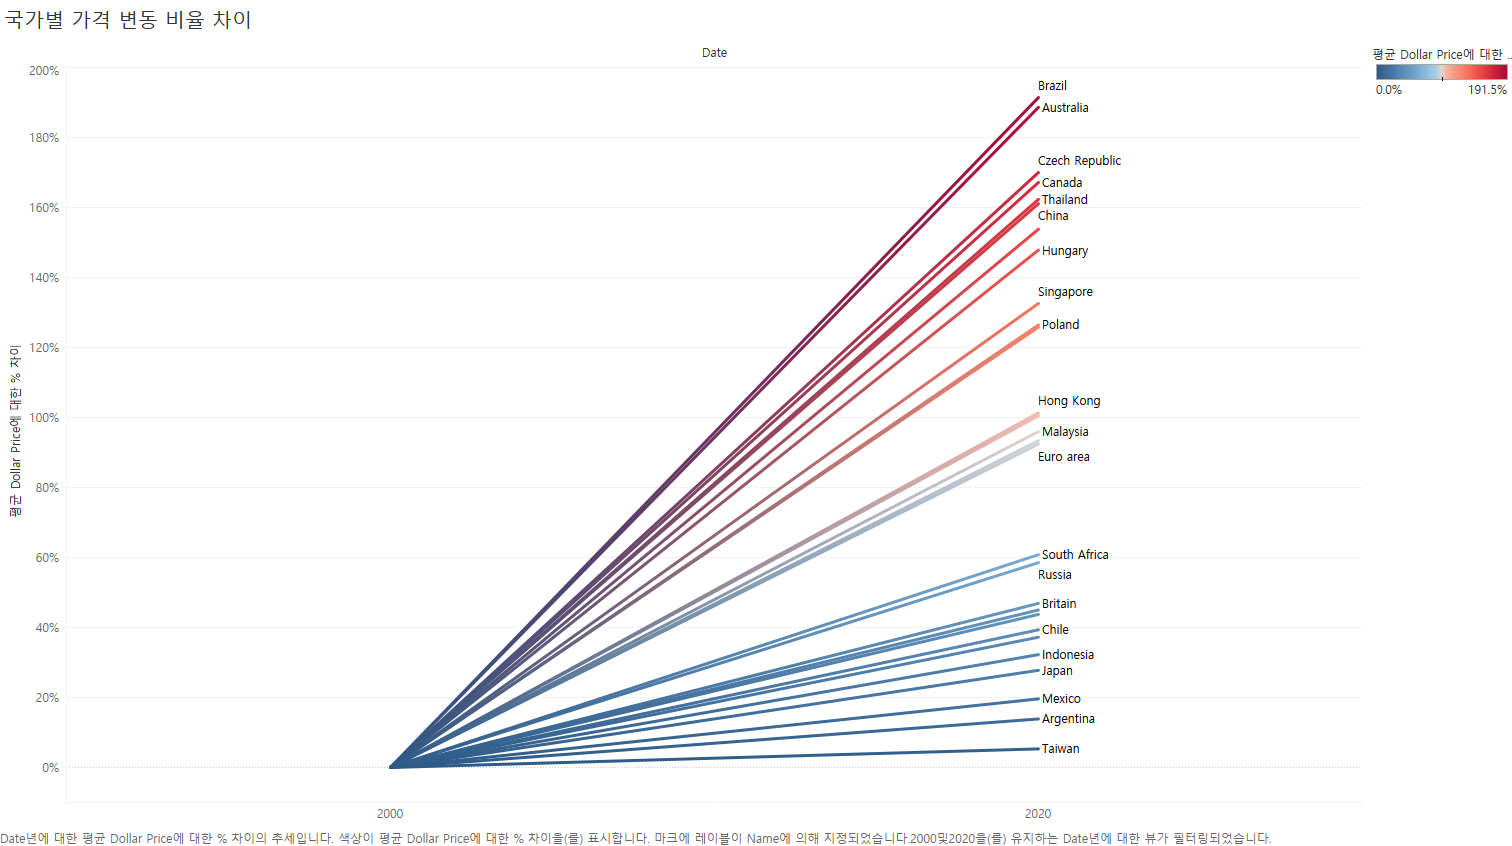 국가별 가격 변동 비율 차이
Date
평균 Dollar Price에 대한 ..
0.0%
191.5%
평균 Dollar Price에 대한 % 차이
200%
180%
160%
140%
120%
100%
80%
60%
40%
20%
0%
Brazil
Australia
Czech Republic
Canada
Thailand
China
Hungary
Singapore
Poland
Hong Kong
Malaysia
Euro area
South Africa
Russia
Britain
Chile
Indonesia
Japan
Mexico
Argentina
Taiwan
2000
2020
Date년에 대한 평균 Dollar Price에 대한 % 차이의 추세입니다. 색상이 평균 Dollar Price에 대한 % 차이을(를) 표시합니다. 마크에 레이블이 Name에 의해 지정되었습니다.2000및2020을(를) 유지하는 Date년에 대한 뷰가 필터링되었습니다.